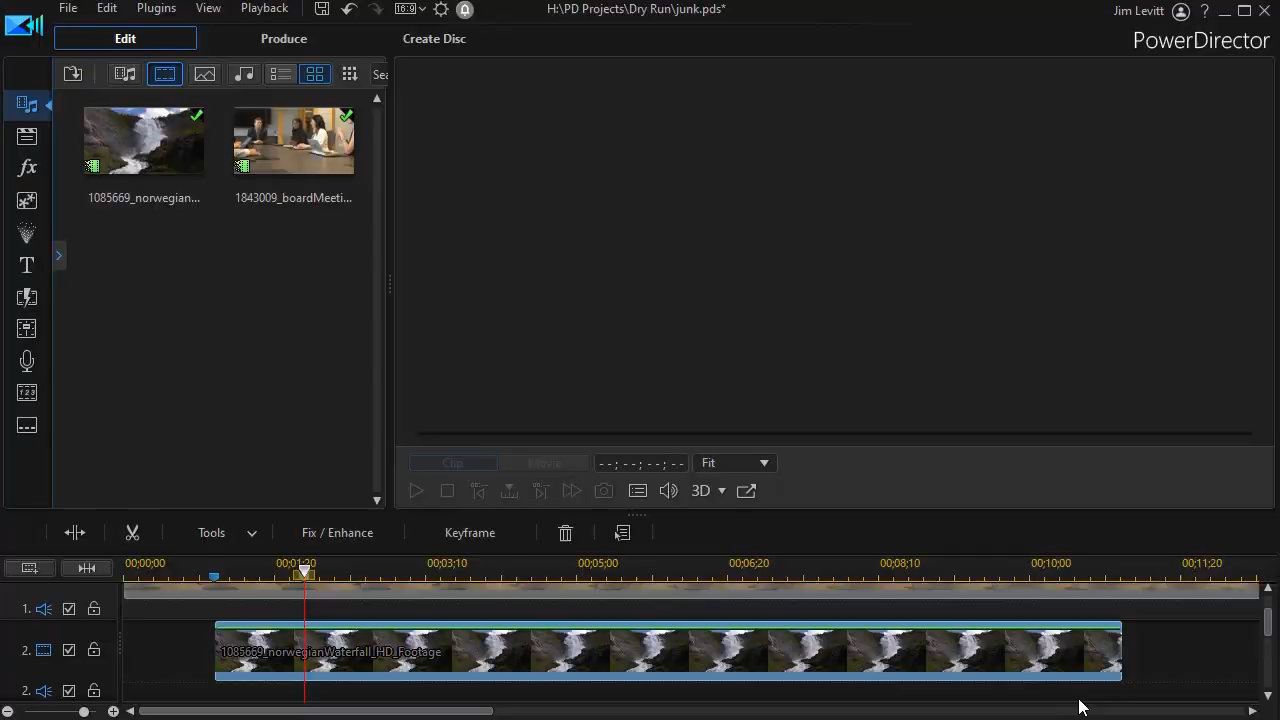 File Edit Plugins View Playback 16:9 H:\PD Projects\Dry Run\junk.pds* Jim Levitt ?
PowerDirector
Edit Produce Create Disc
Sea
fx
1085669_norwegian... 1843009_boardMeeti...
T
Clip Movie --;--;--;-- Fit
3D
Tools Fix / Enhance Keyframe
00;00;00 00;01;20 00;03;10 00;05;00 00;06;20 00;08;10 00;10;00 00;11;20
1.
2. 1085669_norwegianWaterfall_HD_Footage
2.